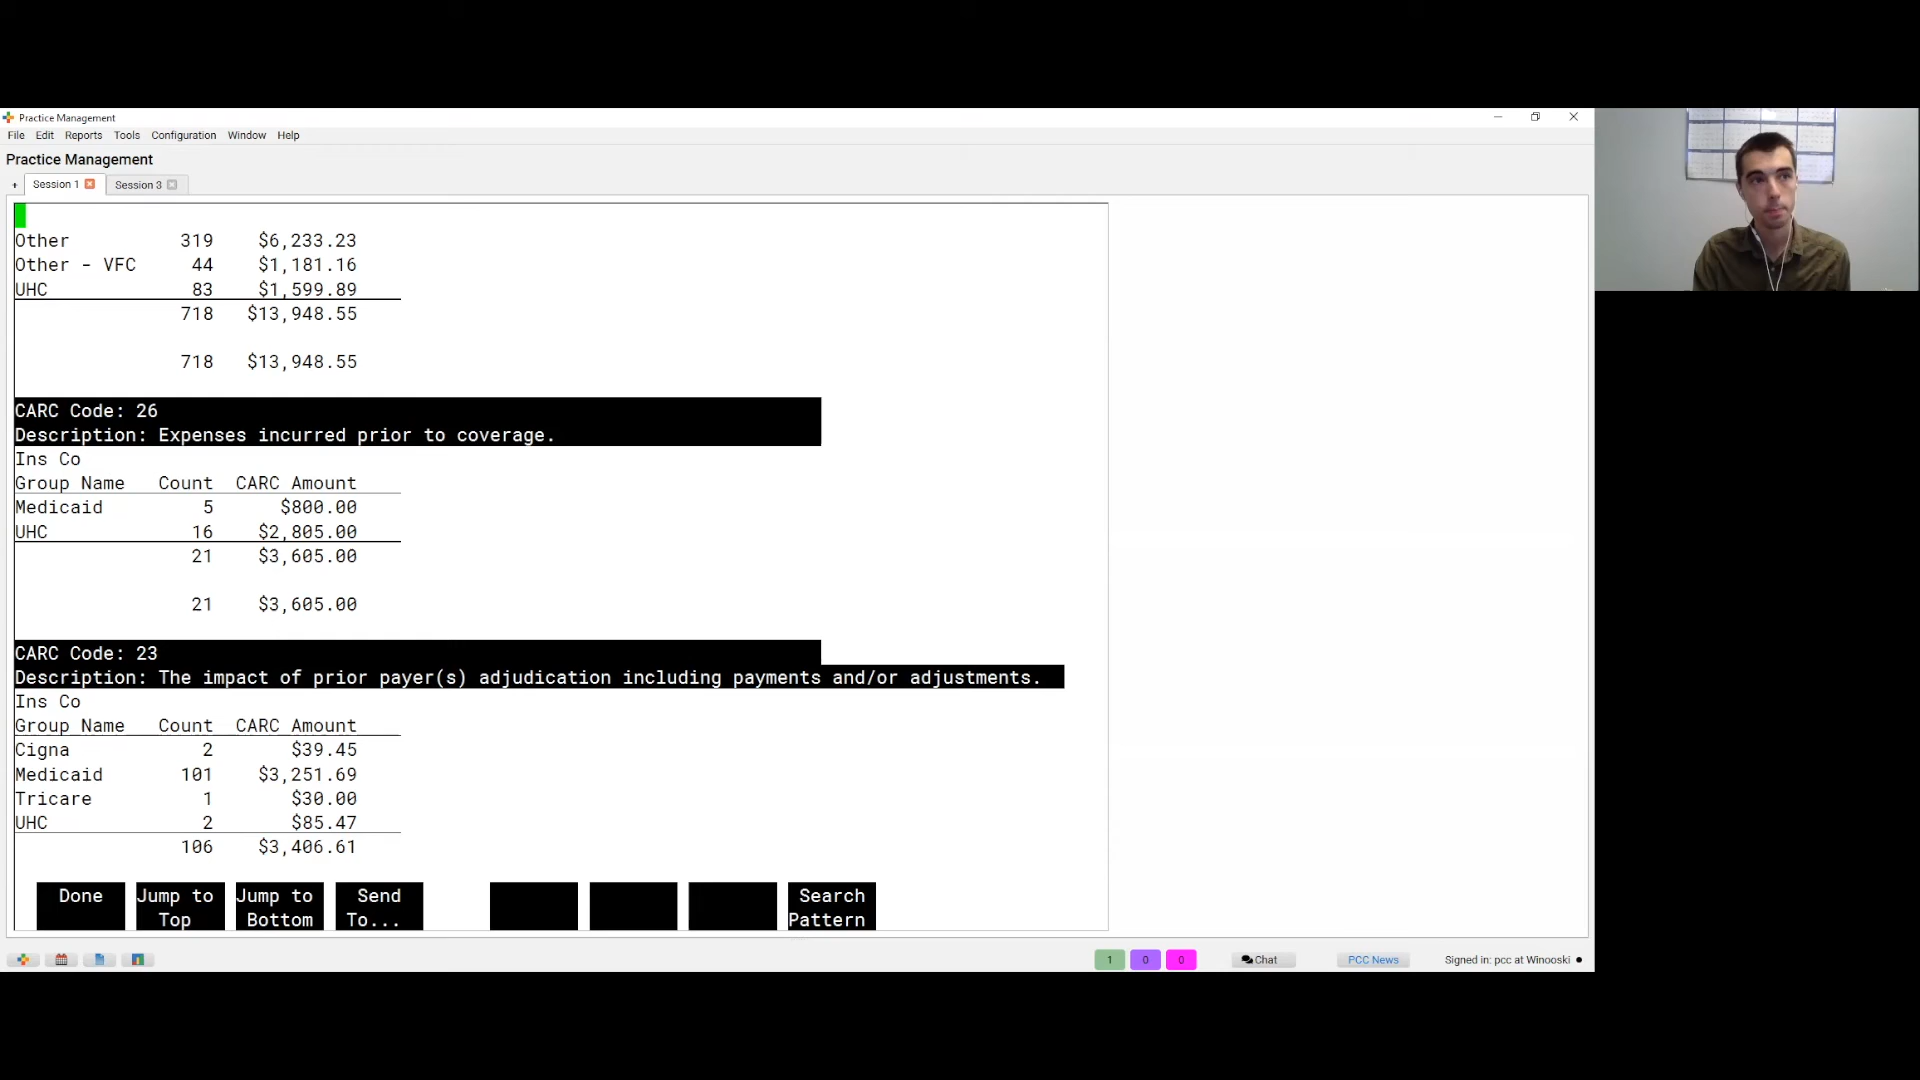 Practice Management
File Edit Reports Tools Configuration Window Help
Practice Management
+ Session 1 Session 3
Other 319 $6,233.23
Other - VFC 44 $1,181.16
UHC 83 $1,599.89
718 $13,948.55
718 $13,948.55
CARC Code: 26
Description: Expenses incurred prior to coverage.
Ins Co
Group Name Count CARC Amount
Medicaid 5 $800.00
UHC 16 $2,805.00
21 $3,605.00
21 $3,605.00
CARC Code: 23
Description: The impact of prior payer(s) adjudication including payments and/or adjustments.
Ins Co
Group Name Count CARC Amount
Cigna 2 $39.45
Medicaid 101 $3,251.69
Tricare 1 $30.00
UHC 2 $85.47
106 $3,406.61
Done Jump to Jump to Send Search
Top Bottom To... Pattern
1 0 0 Chat PCC News Signed in: pcc at Winooski